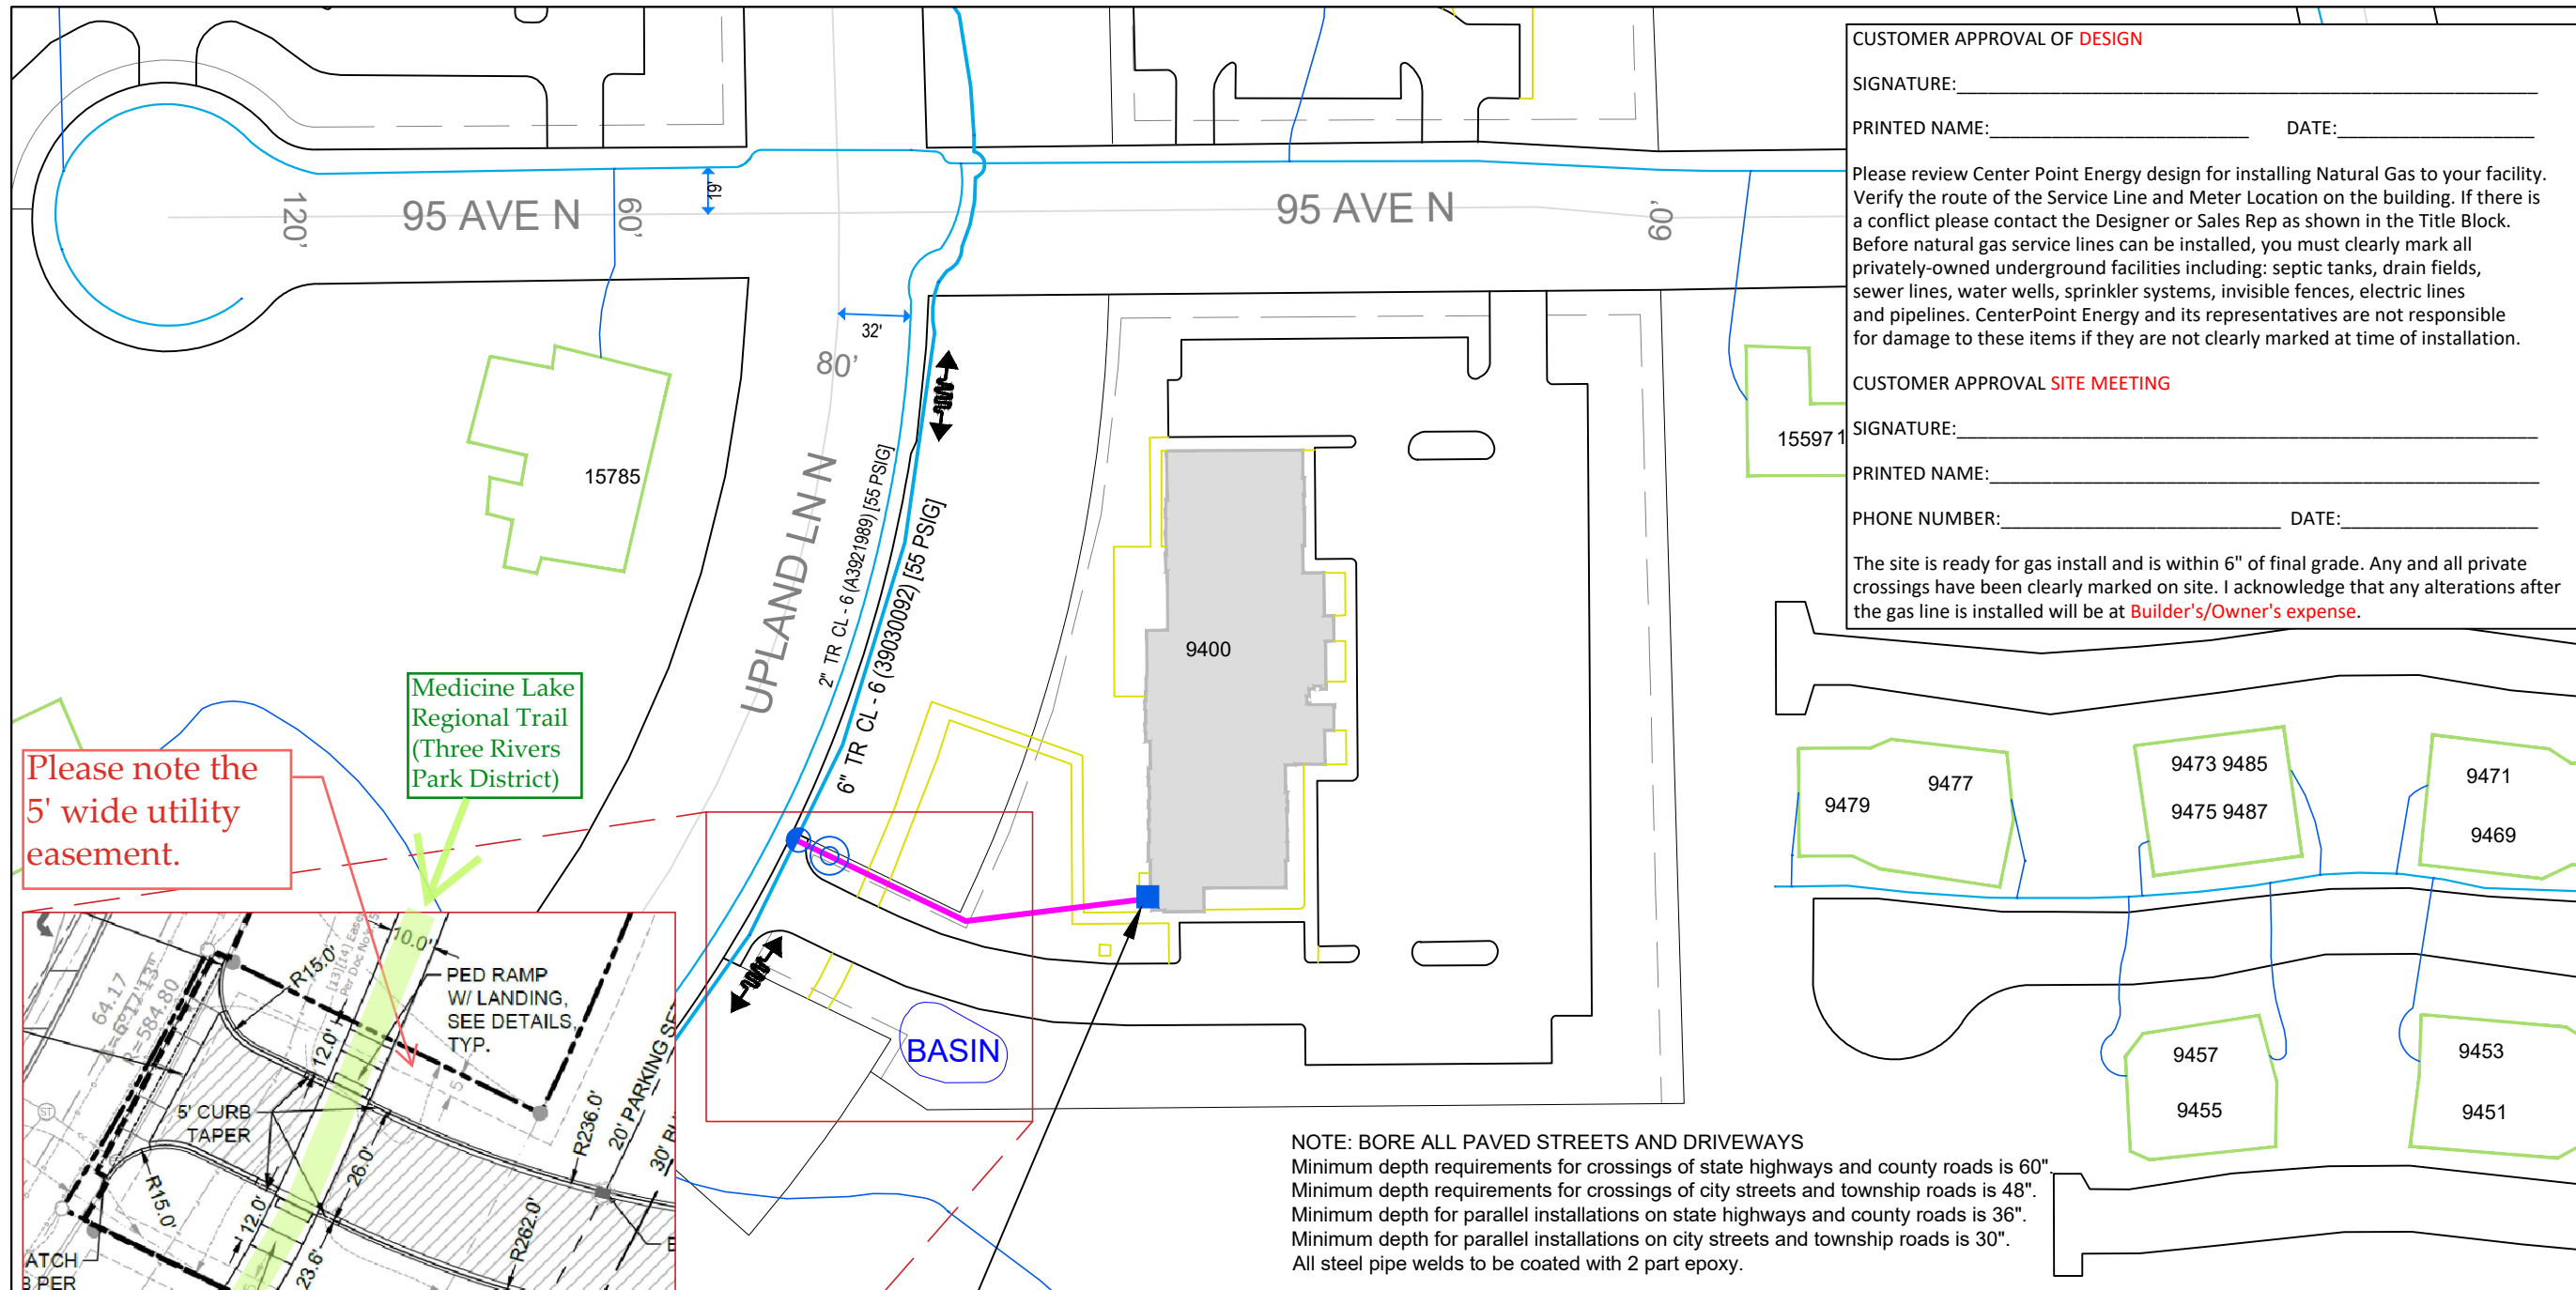 CUSTOMER APPROVAL OF DESIGN
SIGNATURE:
PRINTED NAME: DATE:
Please review Center Point Energy design for installing Natural Gas to your facility.
Verify the route of the Service Line and Meter Location on the building. If there is
a conflict please contact the Designer or Sales Rep as shown in the Title Block.
Before natural gas service lines can be installed, you must clearly mark all
privately-owned underground facilities including: septic tanks, drain fields,
sewer lines, water wells, sprinkler systems, invisible fences, electric lines
and pipelines. CenterPoint Energy and its representatives are not responsible
for damage to these items if they are not clearly marked at time of installation.
CUSTOMER APPROVAL SITE MEETING
SIGNATURE:
PRINTED NAME:
PHONE NUMBER: DATE:
The site is ready for gas install and is within 6" of final grade. Any and all private
crossings have been clearly marked on site. I acknowledge that any alterations after
the gas line is installed will be at Builder's/Owner's expense.
120'
95 AVE N
60'
19'
95 AVE N
60'
32'
80'
UPLAND LN N
2" TR CL - 6 (A3921989) [55 PSIG]
6" TR CL - 6 (39030092) [55 PSIG]
15785
15597 1
9400
Medicine Lake
Regional Trail
(Three Rivers
Park District)
Please note the
5' wide utility
easement.
9479
9477
9473 9485
9475 9487
9471
9469
9457
9455
9453
9451
BASIN
64.17
R=584.80
R15.0'
10.0'
PED RAMP
W/ LANDING,
SEE DETAILS,
TYP.
12.0'
5
5' CURB
TAPER
R15.0'
12.0'
26.0'
23.6'
R236.0'
R262.0'
20' PARKING SE
30' B
ATCH
B PER
ST
NOTE: BORE ALL PAVED STREETS AND DRIVEWAYS
Minimum depth requirements for crossings of state highways and county roads is 60".
Minimum depth requirements for crossings of city streets and township roads is 48".
Minimum depth for parallel installations on state highways and county roads is 36".
Minimum depth for parallel installations on city streets and township roads is 30".
All steel pipe welds to be coated with 2 part epoxy.